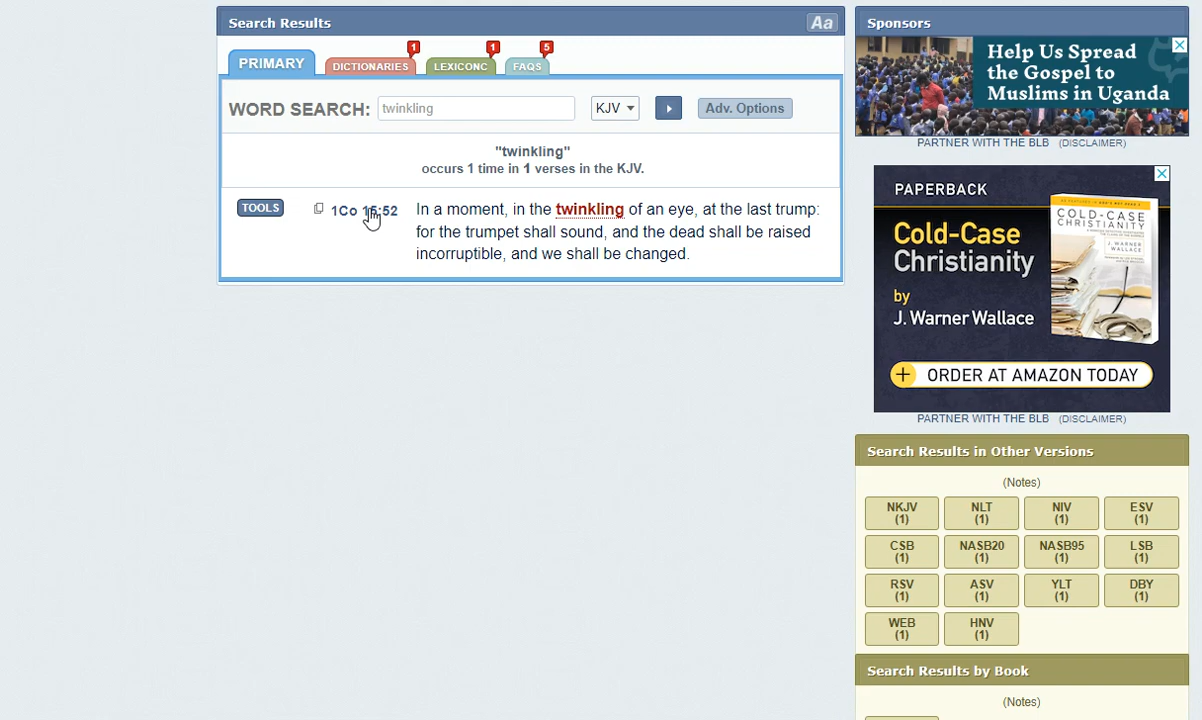 Search Results
Aa
1
1
5
PRIMARY
DICTIONARIES
LEXICONC
FAQS
WORD SEARCH: twinkling KJV Adv. Options
"twinkling"
occurs 1 time in 1 verses in the KJV.
TOOLS
1Co 15:52
In a moment, in the twinkling of an eye, at the last trump:
for the trumpet shall sound, and the dead shall be raised
incorruptible, and we shall be changed.
Sponsors
Help Us Spread
the Gospel to
Muslims in Uganda
PARTNER WITH THE BLB (DISCLAIMER)
PAPERBACK
Cold-Case
Christianity
by
J. Warner Wallace
COLD-CASE
CHRISTIANITY
J. WARNER
WALLACE
ORDER AT AMAZON TODAY
PARTNER WITH THE BLB (DISCLAIMER)
Search Results in Other Versions
(Notes)
NKJV NLT NIV ESV
(1) (1) (1) (1)
CSB NASB20 NASB95 LSB
(1) (1) (1) (1)
RSV ASV YLT DBY
(1) (1) (1) (1)
WEB HNV
(1) (1)
Search Results by Book
(Notes)